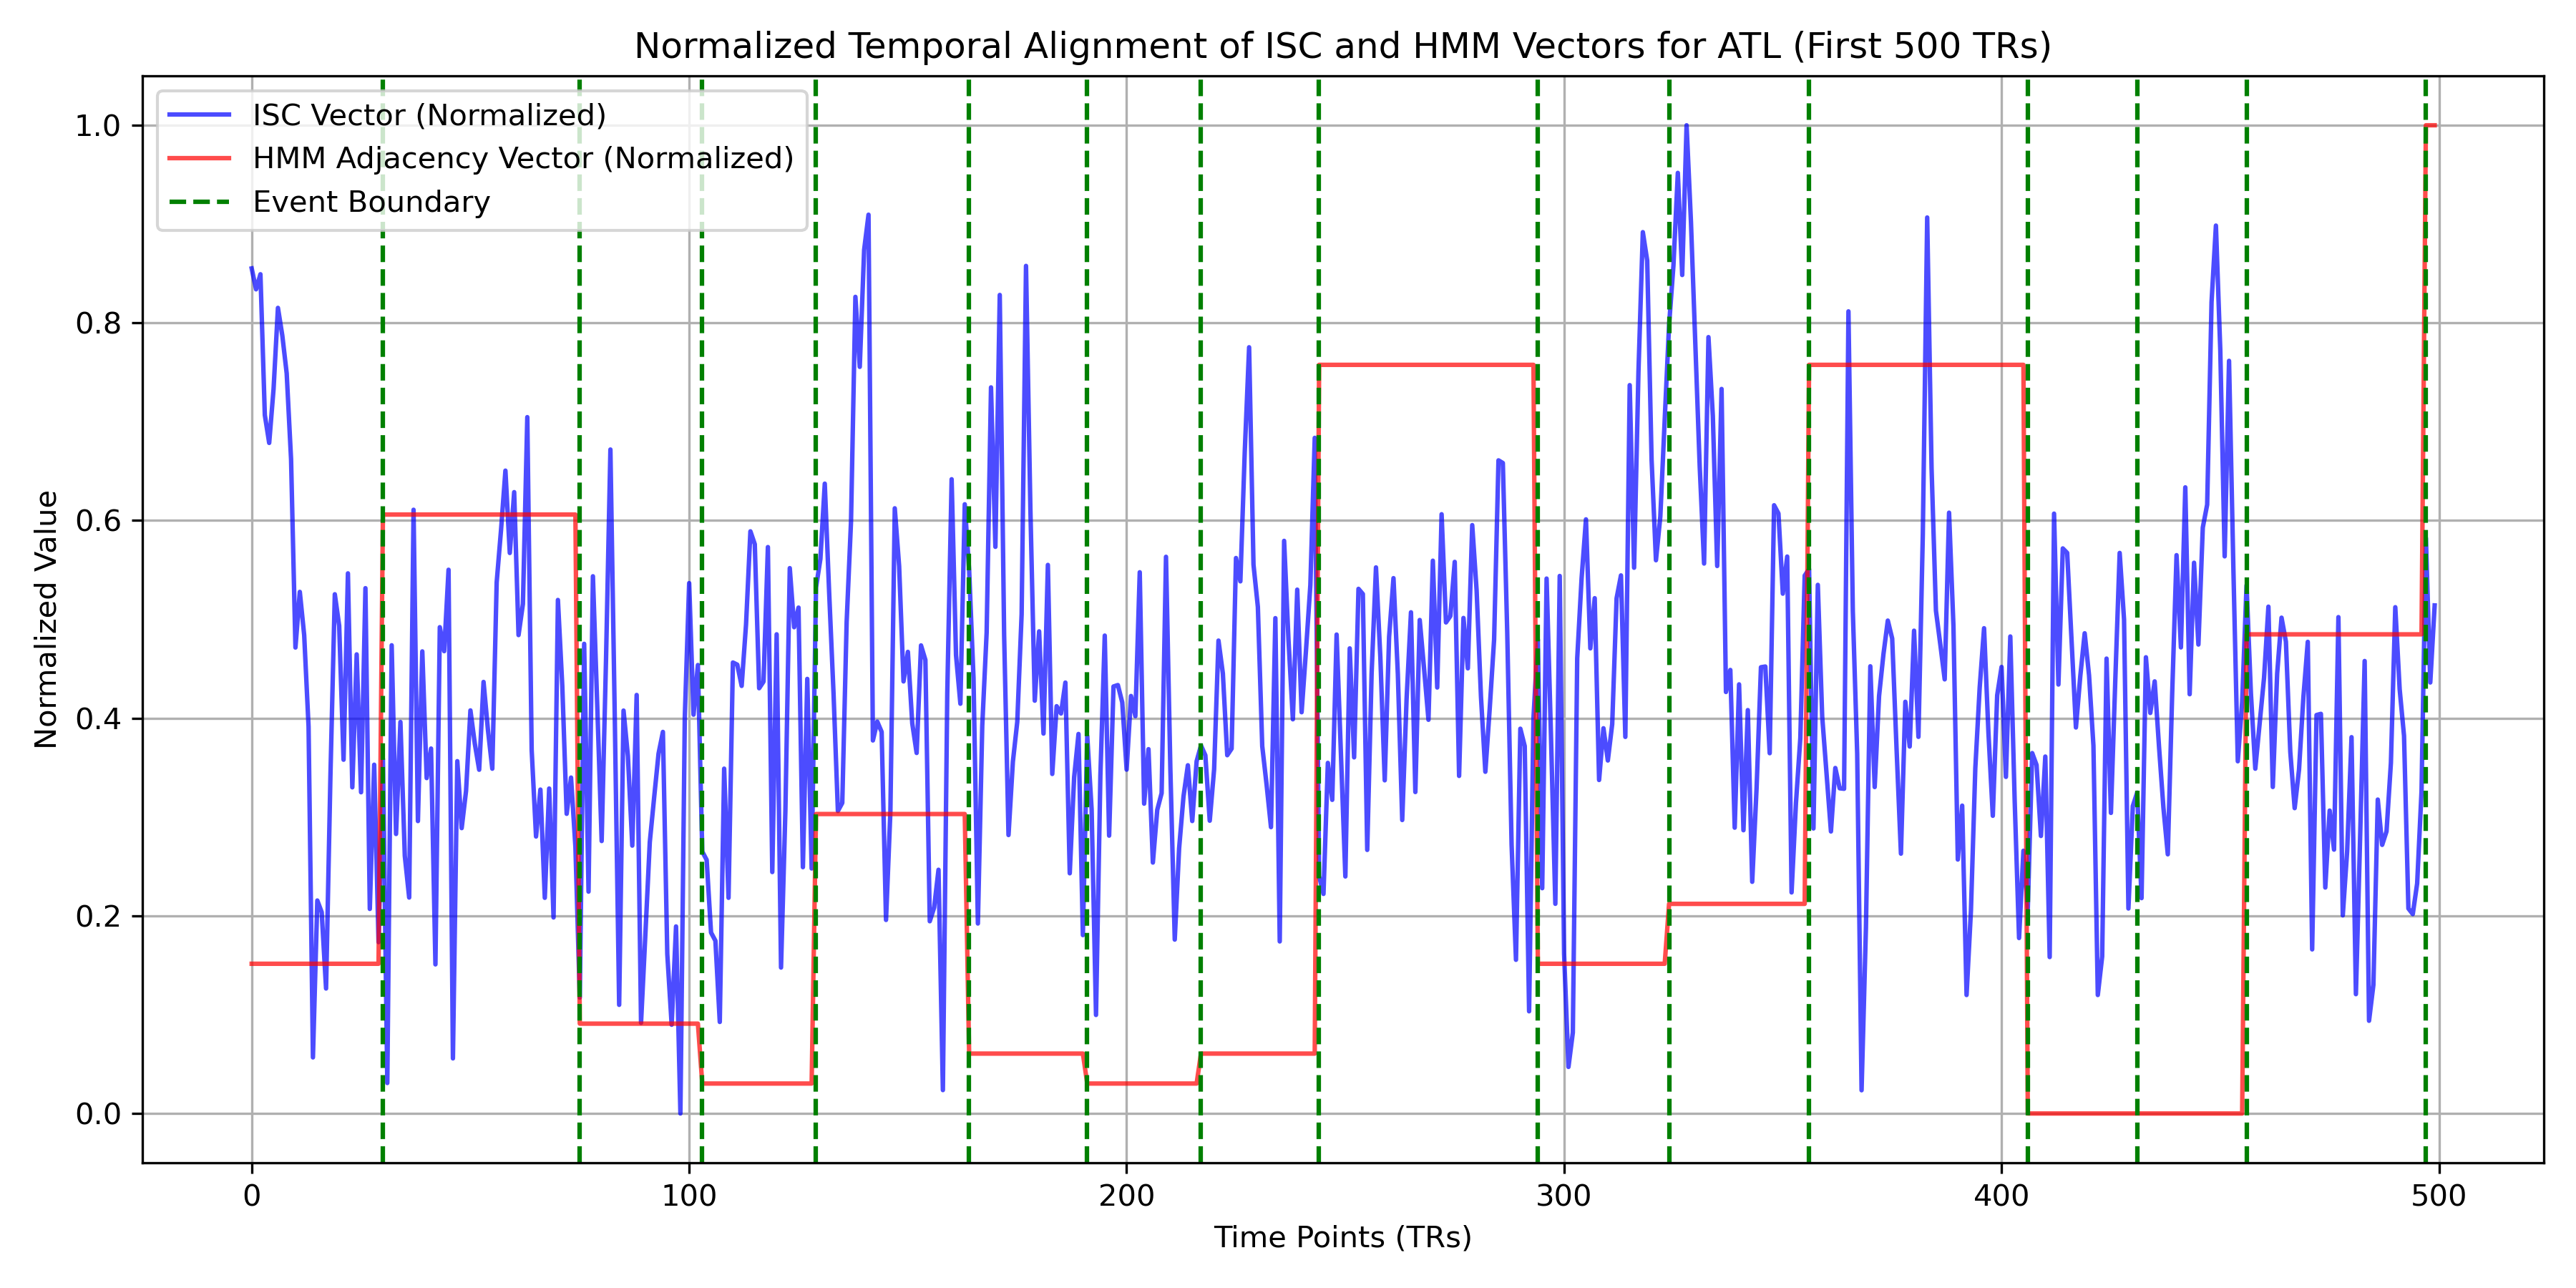 Normalized Temporal Alignment of ISC and HMM Vectors for ATL (First 500 TRs)
ISC Vector (Normalized)
HMM Adjacency Vector (Normalized)
Event Boundary
Normalized Value
1.0
0.8
0.6
0.4
0.2
0.0
0 100 200 300 400 500
Time Points (TRs)